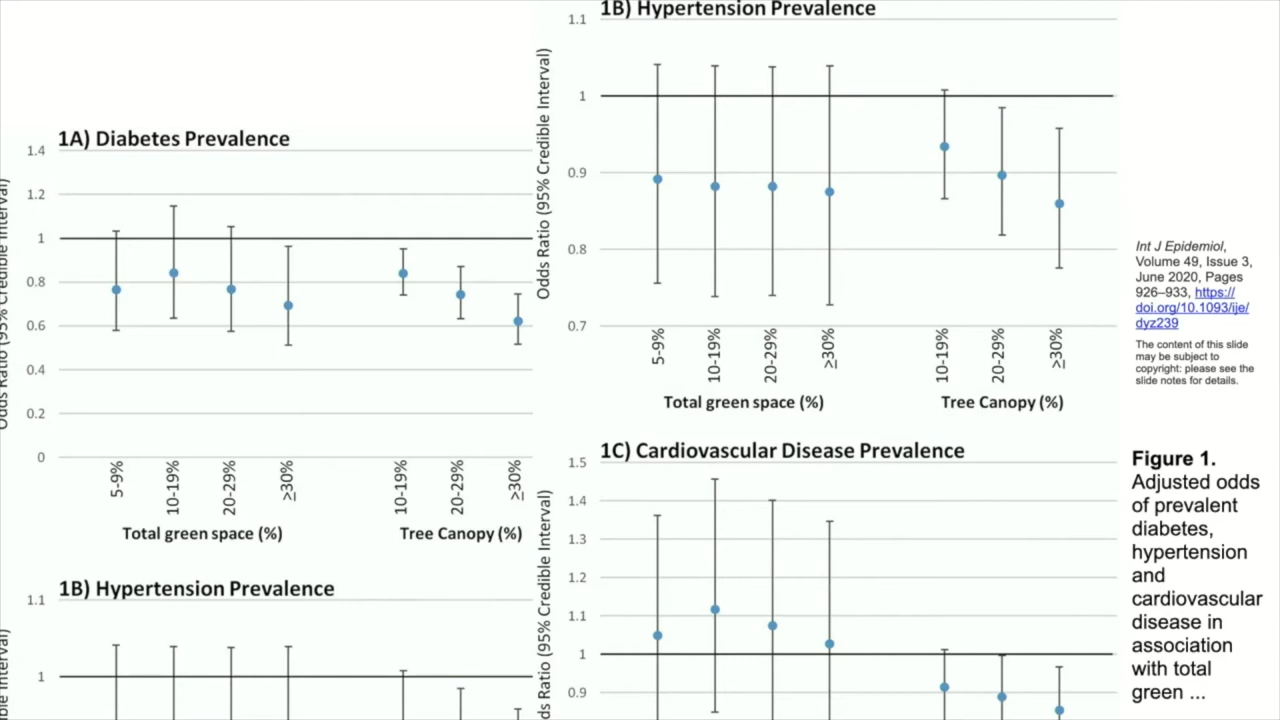 1A) Diabetes Prevalence
1.4
1.2
1
0.8
0.6
0.4
0.2
0
Odds Ratio (95% Credible Interval)
5-9%
10-19%
20-29%
≥30%
10-19%
20-29%
≥30%
Total green space (%)
Tree Canopy (%)
1B) Hypertension Prevalence
1.1
1
ble Interval)
1B) Hypertension Prevalence
1.1
1
0.9
0.8
0.7
Odds Ratio (95% Credible Interval)
5-9%
10-19%
20-29%
≥30%
10-19%
20-29%
≥30%
Total green space (%)
Tree Canopy (%)
1C) Cardiovascular Disease Prevalence
1.5
1.4
1.3
1.2
1.1
1
0.9
ds Ratio (95% Credible Interval)
Int J Epidemiol,
Volume 49, Issue 3,
June 2020, Pages
926–933, https://
doi.org/10.1093/ije/
dyz239
The content of this slide
may be subject to
copyright: please see the
slide notes for details.
Figure 1.
Adjusted odds
of prevalent
diabetes,
hypertension
and
cardiovascular
disease in
association
with total
green ...